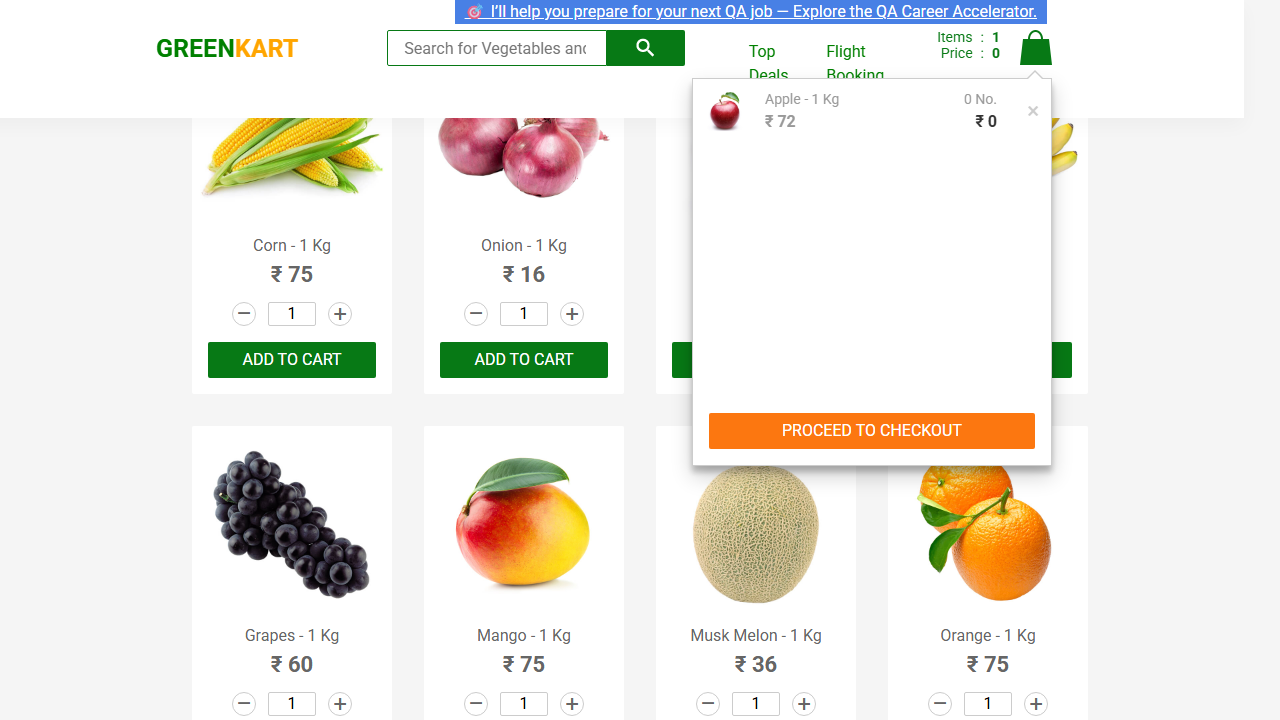 🎯 I'll help you prepare for your next QA job — Explore the QA Career Accelerator.
GREENKART
Search for Vegetables and
Top
Deals
Flight
Booking
Items : 1
Price : 0
Apple - 1 Kg
0 No.
₹ 72
₹ 0
×
PROCEED TO CHECKOUT
Corn - 1 Kg
₹ 75
− 1 +
ADD TO CART
Onion - 1 Kg
₹ 16
− 1 +
ADD TO CART
Grapes - 1 Kg
₹ 60
− 1 +
Mango - 1 Kg
₹ 75
− 1 +
Musk Melon - 1 Kg
₹ 36
− 1 +
Orange - 1 Kg
₹ 75
− 1 +